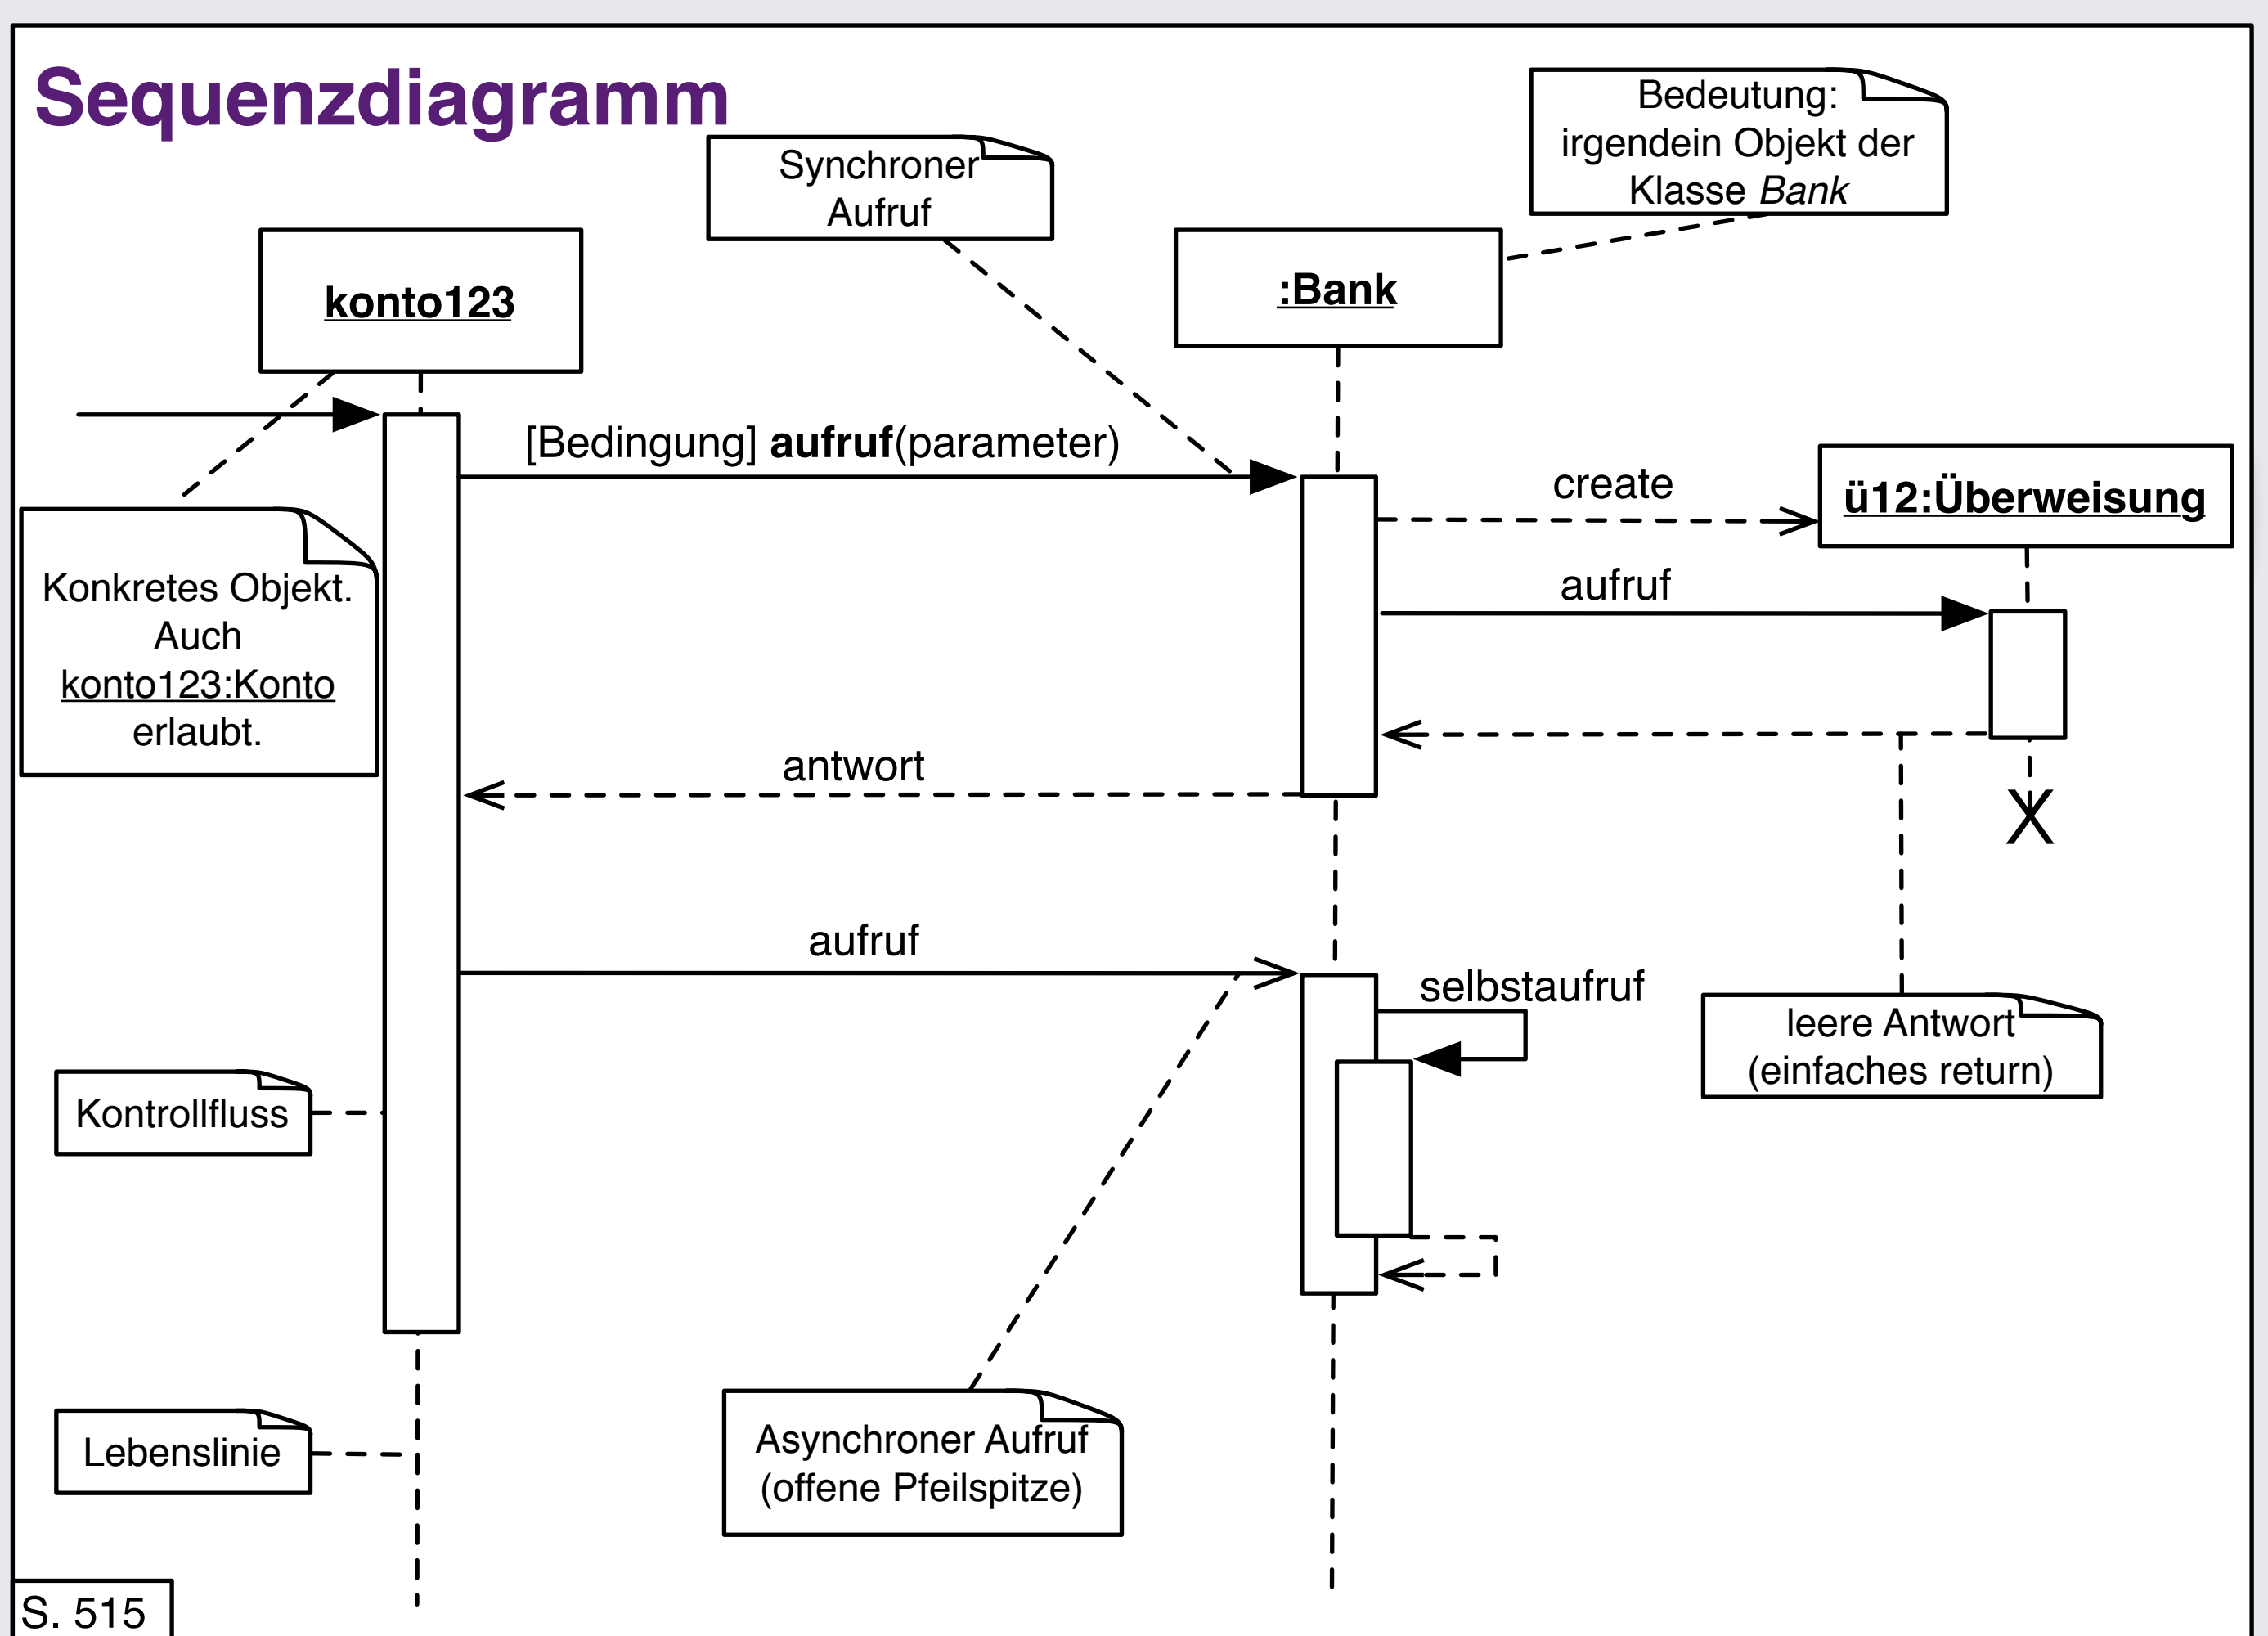 Sequenzdiagramm
Bedeutung:
irgendein Objekt der
Klasse Bank
Synchroner
Aufruf
konto123
:Bank
[Bedingung] aufruf(parameter)
create
ü12:Überweisung
aufruf
Konkretes Objekt.
Auch
konto123:Konto
erlaubt.
antwort
X
aufruf
selbstaufruf
leere Antwort
(einfaches return)
Kontrollfluss
Asynchroner Aufruf
(offene Pfeilspitze)
Lebenslinie
S. 515